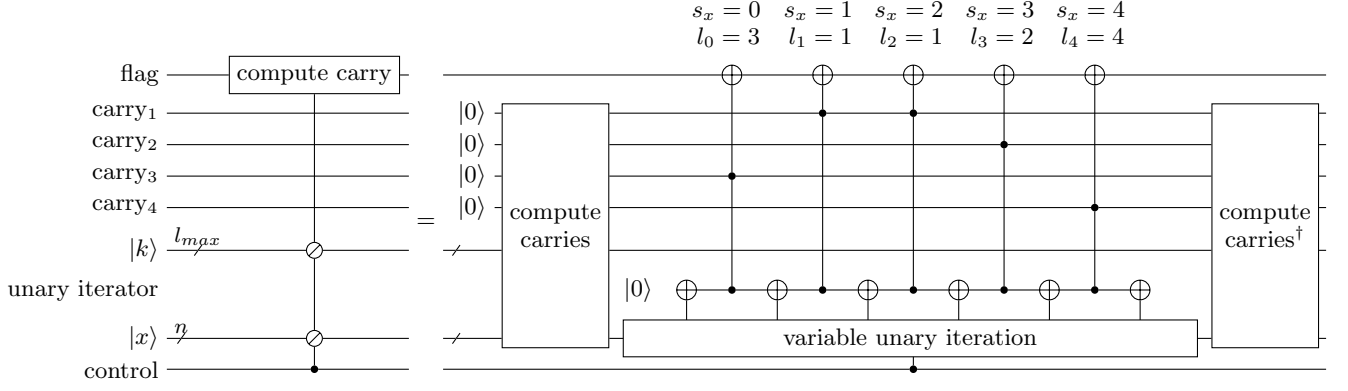 s_x = 0 s_x = 1 s_x = 2 s_x = 3 s_x = 4
l_0 = 3 l_1 = 1 l_2 = 1 l_3 = 2 l_4 = 4
flag compute carry
carry_1 |0⟩
carry_2 |0⟩
carry_3 |0⟩
carry_4 |0⟩
=
compute
carries
compute
carries†
|k⟩ l_{max}
unary iterator |0⟩
|x⟩ n variable unary iteration
control